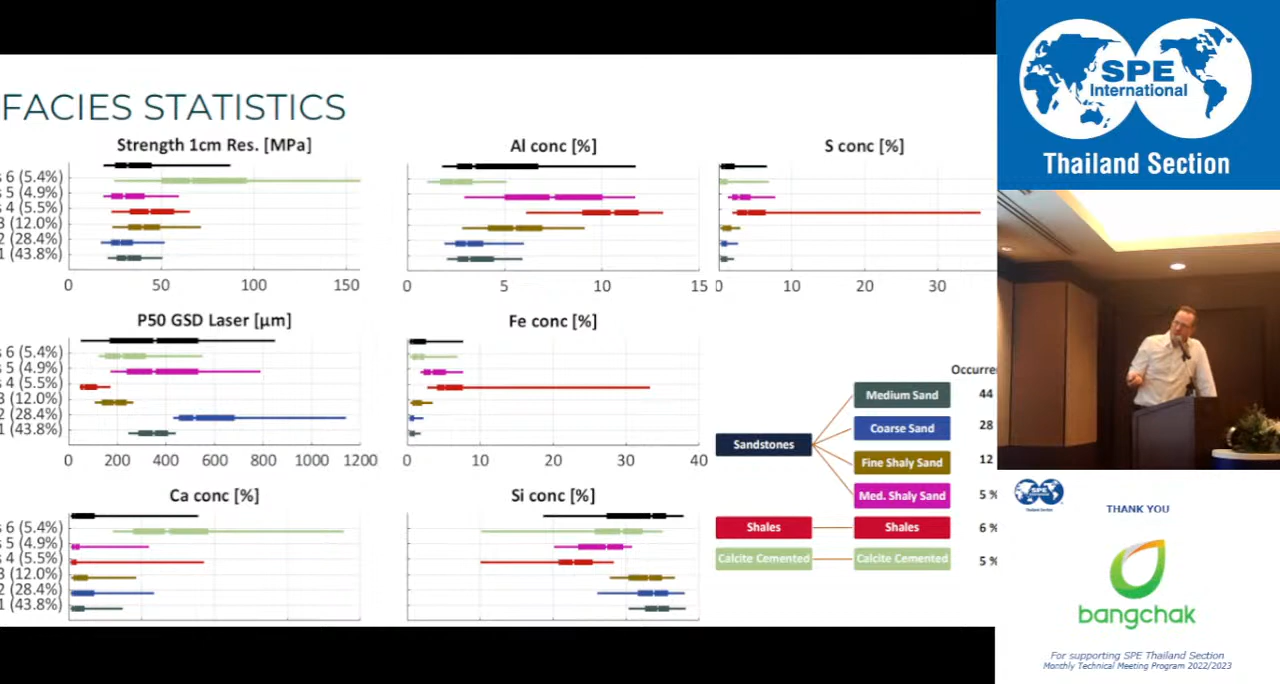 FACIES STATISTICS
Strength 1cm Res. [MPa]
6 (5.4%)
5 (4.9%)
4 (5.5%)
3 (12.0%)
2 (28.4%)
1 (43.8%)
0 50 100 150
Al conc [%]
0 5 10 15
S conc [%]
0 10 20 30
P50 GSD Laser [µm]
6 (5.4%)
5 (4.9%)
4 (5.5%)
3 (12.0%)
2 (28.4%)
1 (43.8%)
0 200 400 600 800 1000 1200
Fe conc [%]
0 10 20 30 40
Ca conc [%]
6 (5.4%)
5 (4.9%)
4 (5.5%)
3 (12.0%)
2 (28.4%)
1 (43.8%)
Si conc [%]
Sandstones
Shales
Calcite Cemented
Medium Sand
Coarse Sand
Fine Shaly Sand
Med. Shaly Sand
Shales
Calcite Cemented
44
28
12
5 %
6 %
5 %
SPE
International
Thailand Section
SPE
THANK YOU
bangchak
For supporting SPE Thailand Section
Monthly Technical Meeting Program 2022/2023